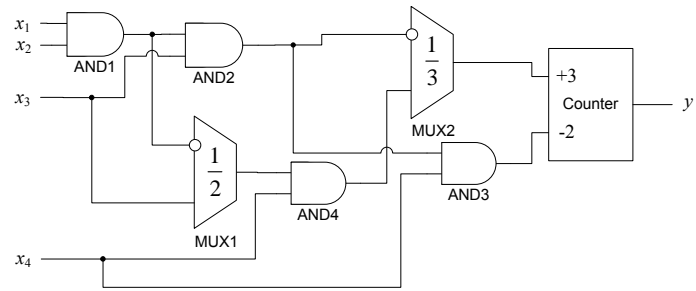 x1
x2
AND1
AND2
x3
1
3
MUX2
+3
Counter
-2
y
1
2
AND3
AND4
MUX1
x4